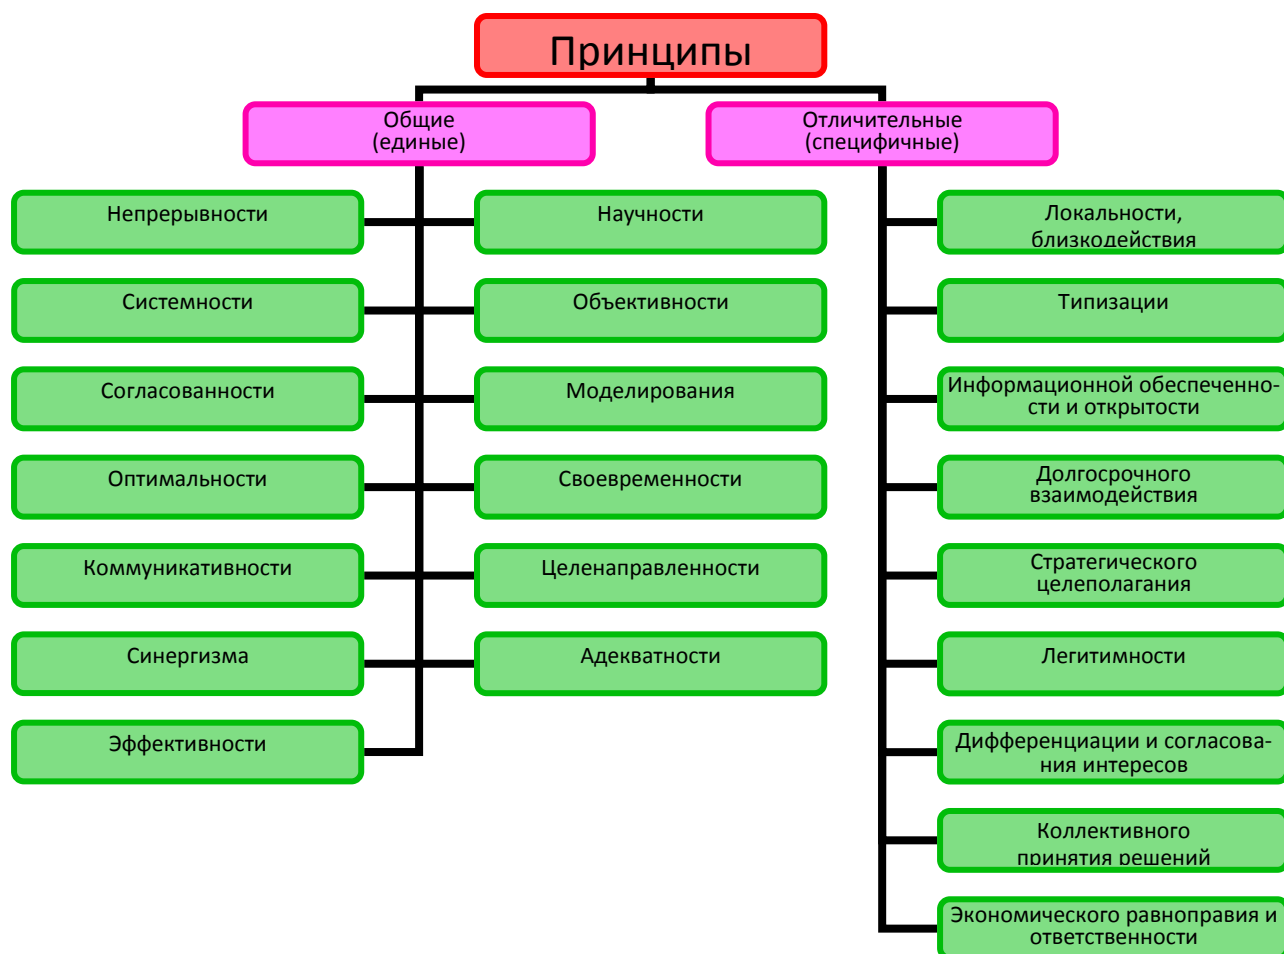 Принципы
Общие
(единые)
Отличительные
(специфичные)
Непрерывности
Научности
Локальности,
близкодействия
Системности
Объективности
Типизации
Согласованности
Моделирования
Информационной обеспеченно-
сти и открытости
Оптимальности
Своевременности
Долгосрочного
взаимодействия
Коммуникативности
Целенаправленности
Стратегического
целеполагания
Синергизма
Адекватности
Легитимности
Эффективности
Дифференциации и согласова-
ния интересов
Коллективного
принятия решений
Экономического равноправия и
ответственности